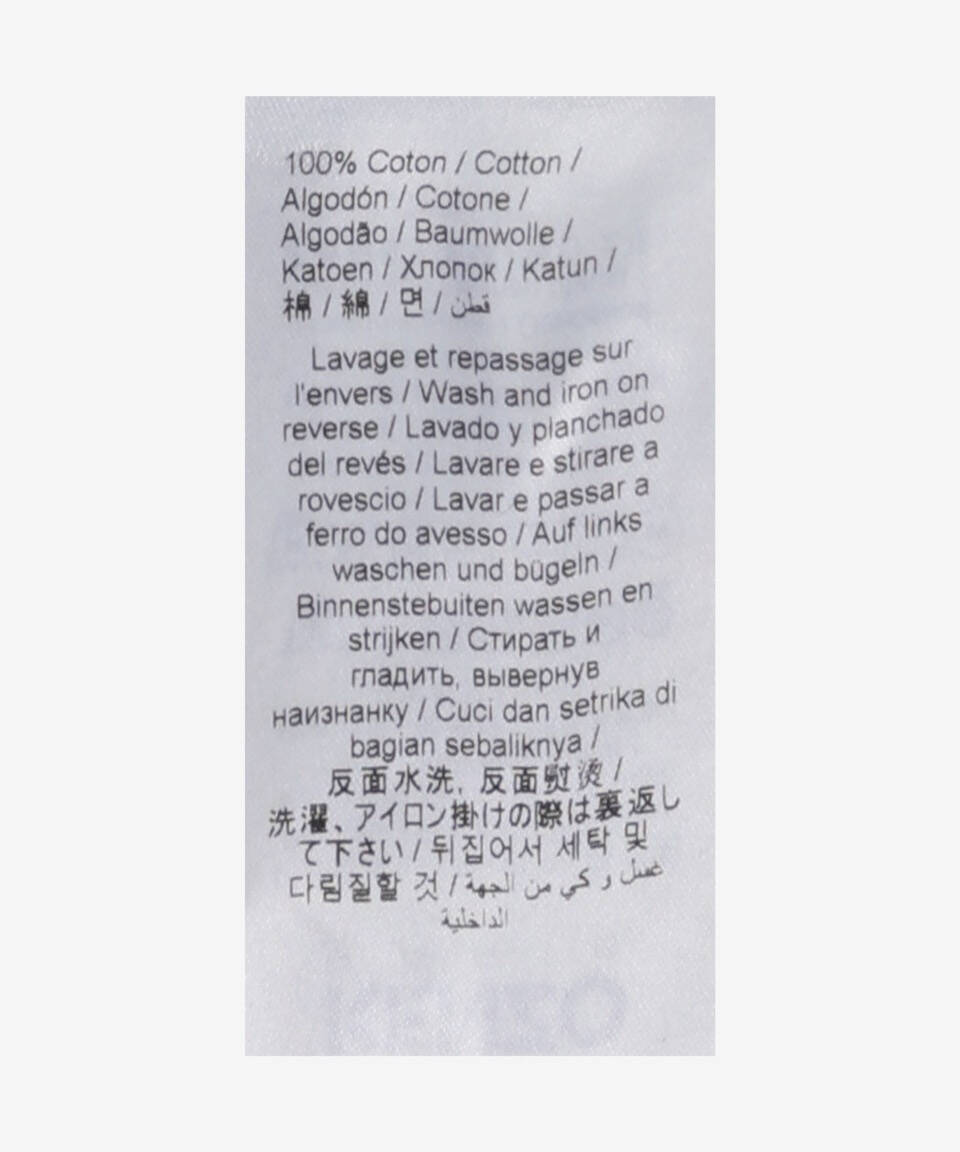 100% Coton / Cotton /
Algodón / Cotone /
Algodão / Baumwolle /
Katoen / Хлопок / Katun /
棉 / 綿 / 면 / قطن
Lavage et repassage sur
l'envers / Wash and iron on
reverse / Lavado y planchado
del revés / Lavare e stirare a
rovescio / Lavar e passar a
ferro do avesso / Auf links
waschen und bügeln /
Binnenstebuiten wassen en
strijken / Стирать и
гладить, вывернув
наизнанку / Cuci dan setrika di
bagian sebaliknya /
反面水洗, 反面熨烫 /
洗濯、アイロン掛けの際は裏返し
て下さい / 뒤집어서 세탁 및
다림질할 것 / غسل و كي من الجهة
الداخلية